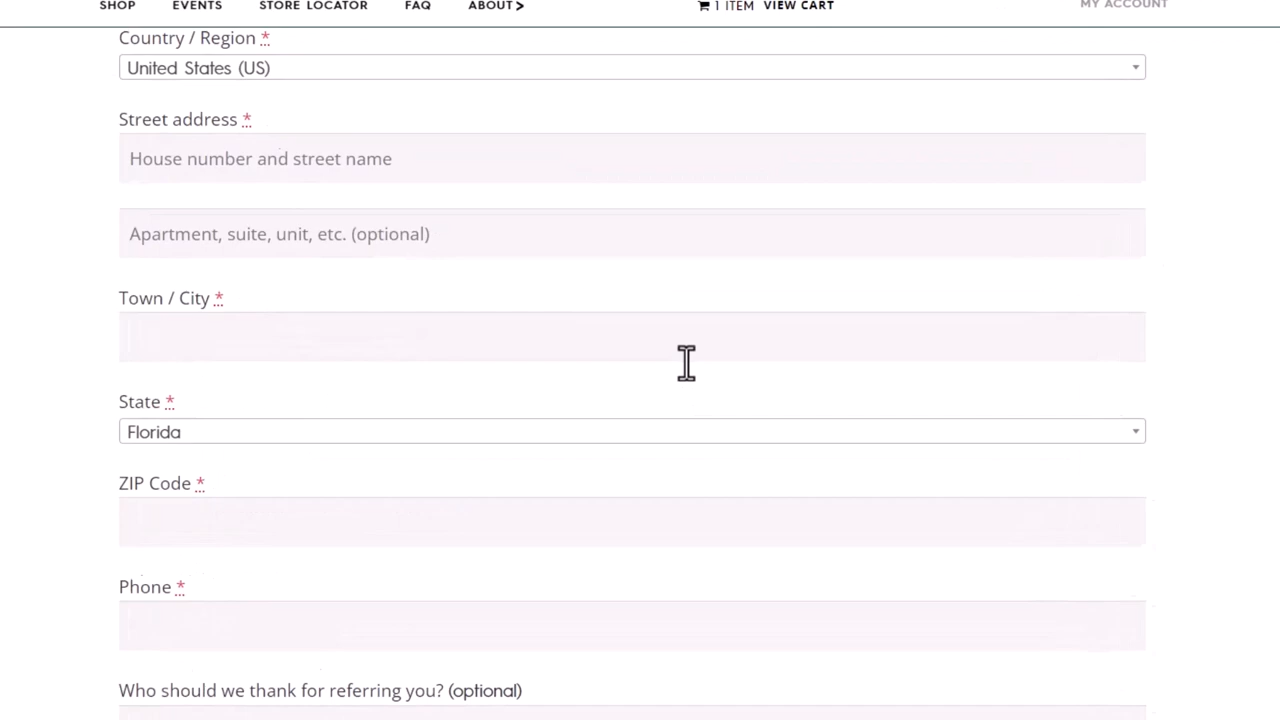 SHOP EVENTS STORE LOCATOR FAQ ABOUT > 1 ITEM VIEW CART MY ACCOUNT
Country / Region *
United States (US)
Street address *
House number and street name
Apartment, suite, unit, etc. (optional)
Town / City *
State *
Florida
ZIP Code *
Phone *
Who should we thank for referring you? (optional)